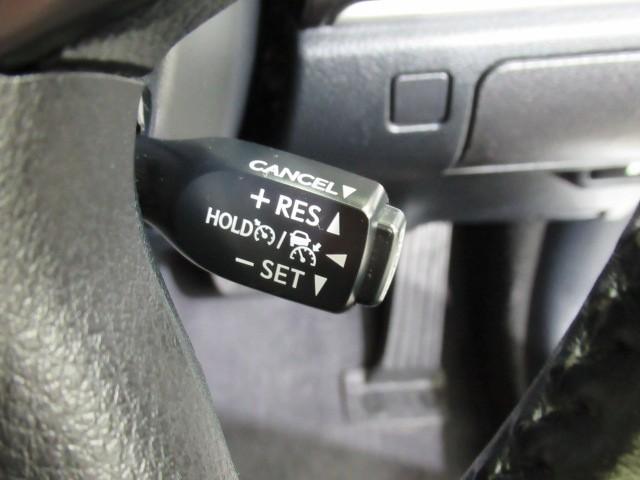 CANCEL▼
+ RES ▲
HOLD /
− SET ▼